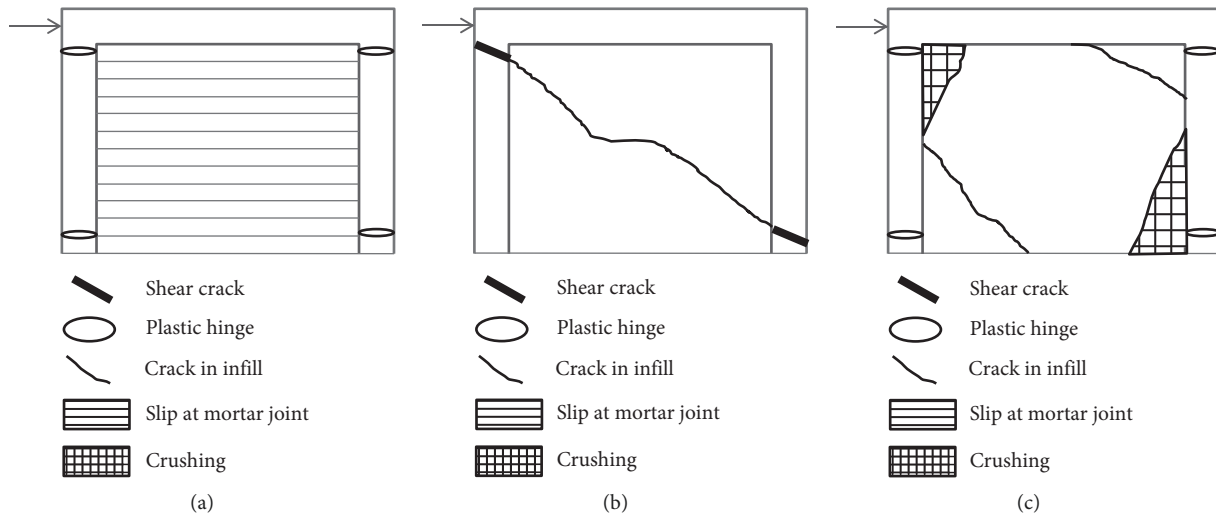 Shear crack
Plastic hinge
Crack in infill
Slip at mortar joint
Crushing
(a)
Shear crack
Plastic hinge
Crack in infill
Slip at mortar joint
Crushing
(b)
Shear crack
Plastic hinge
Crack in infill
Slip at mortar joint
Crushing
(c)